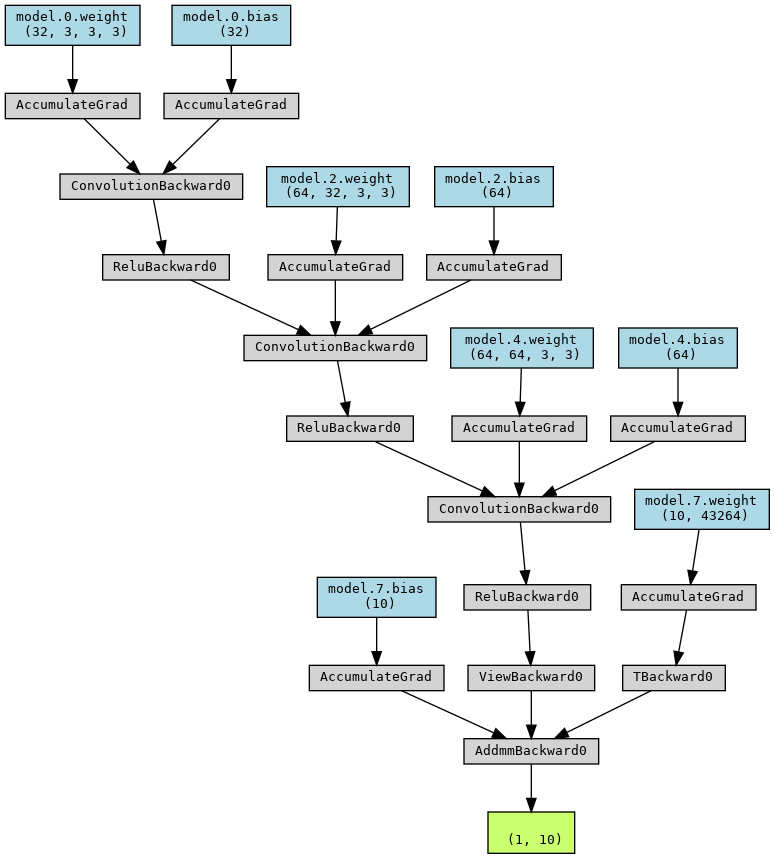 model.0.weight
(32, 3, 3, 3)
model.0.bias
(32)
AccumulateGrad
AccumulateGrad
ConvolutionBackward0
model.2.weight
(64, 32, 3, 3)
model.2.bias
(64)
ReluBackward0
AccumulateGrad
AccumulateGrad
ConvolutionBackward0
model.4.weight
(64, 64, 3, 3)
model.4.bias
(64)
ReluBackward0
AccumulateGrad
AccumulateGrad
ConvolutionBackward0
model.7.weight
(10, 43264)
model.7.bias
(10)
ReluBackward0
AccumulateGrad
AccumulateGrad
ViewBackward0
TBackward0
AddmmBackward0
(1, 10)